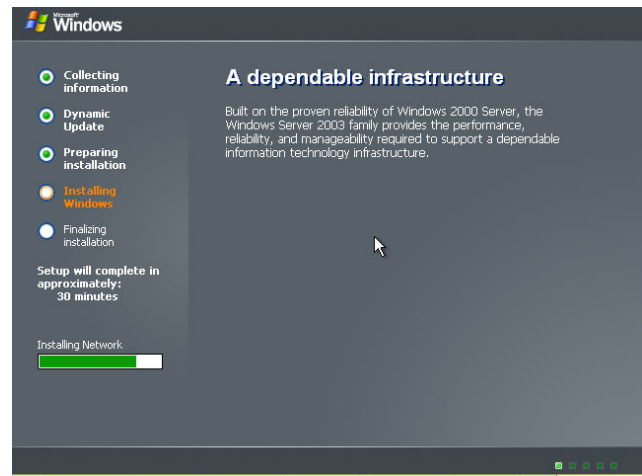 Microsoft
Windows
Collecting
information
Dynamic
Update
Preparing
installation
Installing
Windows
Finalizing
installation
Setup will complete in
approximately:
30 minutes
Installing Network
A dependable infrastructure
Built on the proven reliability of Windows 2000 Server, the
Windows Server 2003 family provides the performance,
reliability, and manageability required to support a dependable
information technology infrastructure.